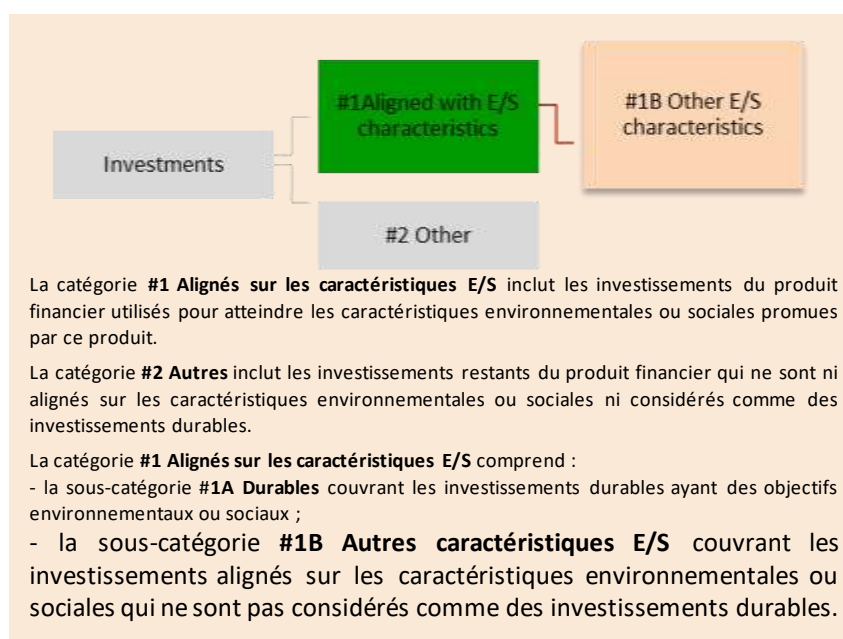 #1Aligned with E/S
characteristics
#1B Other E/S
characteristics
Investments
#2 Other
La catégorie #1 Alignés sur les caractéristiques E/S inclut les investissements du produit
financier utilisés pour atteindre les caractéristiques environnementales ou sociales promues
par ce produit.
La catégorie #2 Autres inclut les investissements restants du produit financier qui ne sont ni
alignés sur les caractéristiques environnementales ou sociales ni considérés comme des
investissements durables.
La catégorie #1 Alignés sur les caractéristiques E/S comprend :
- la sous-catégorie #1A Durables couvrant les investissements durables ayant des objectifs
environnementaux ou sociaux ;
- la sous-catégorie #1B Autres caractéristiques E/S couvrant les
investissements alignés sur les caractéristiques environnementales ou
sociales qui ne sont pas considérés comme des investissements durables.